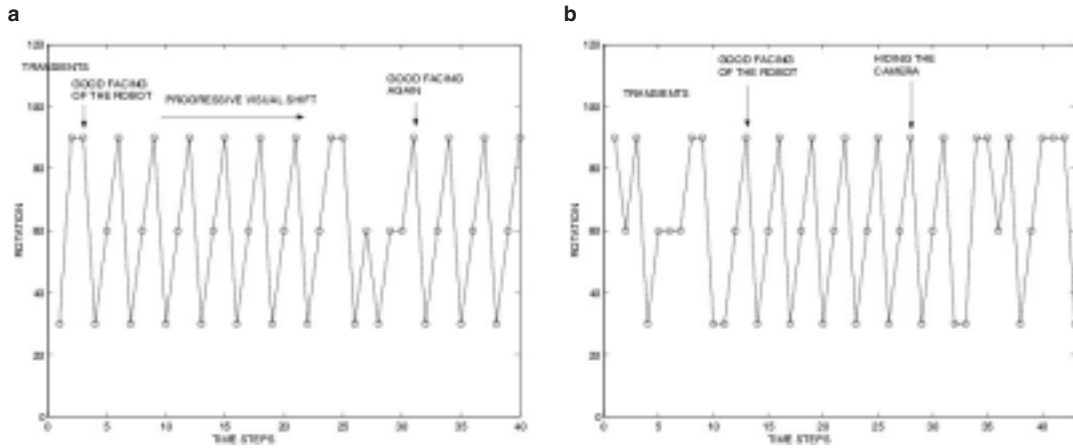 a
120
100
80
60
40
20
0
ROTATION
TRANSIENTS
GOOD FACING
OF THE ROBOT
PROGRESSIVE VISUAL SHIFT
GOOD FACING
AGAIN
0 5 10 15 20 25 30 35 40
TIME STEPS
b
120
100
80
60
40
20
0
ROTATION
TRANSIENTS
GOOD FACING
OF THE ROBOT
HIDING THE
CAMERA
0 5 10 15 20 25 30 35 40
TIME STEPS